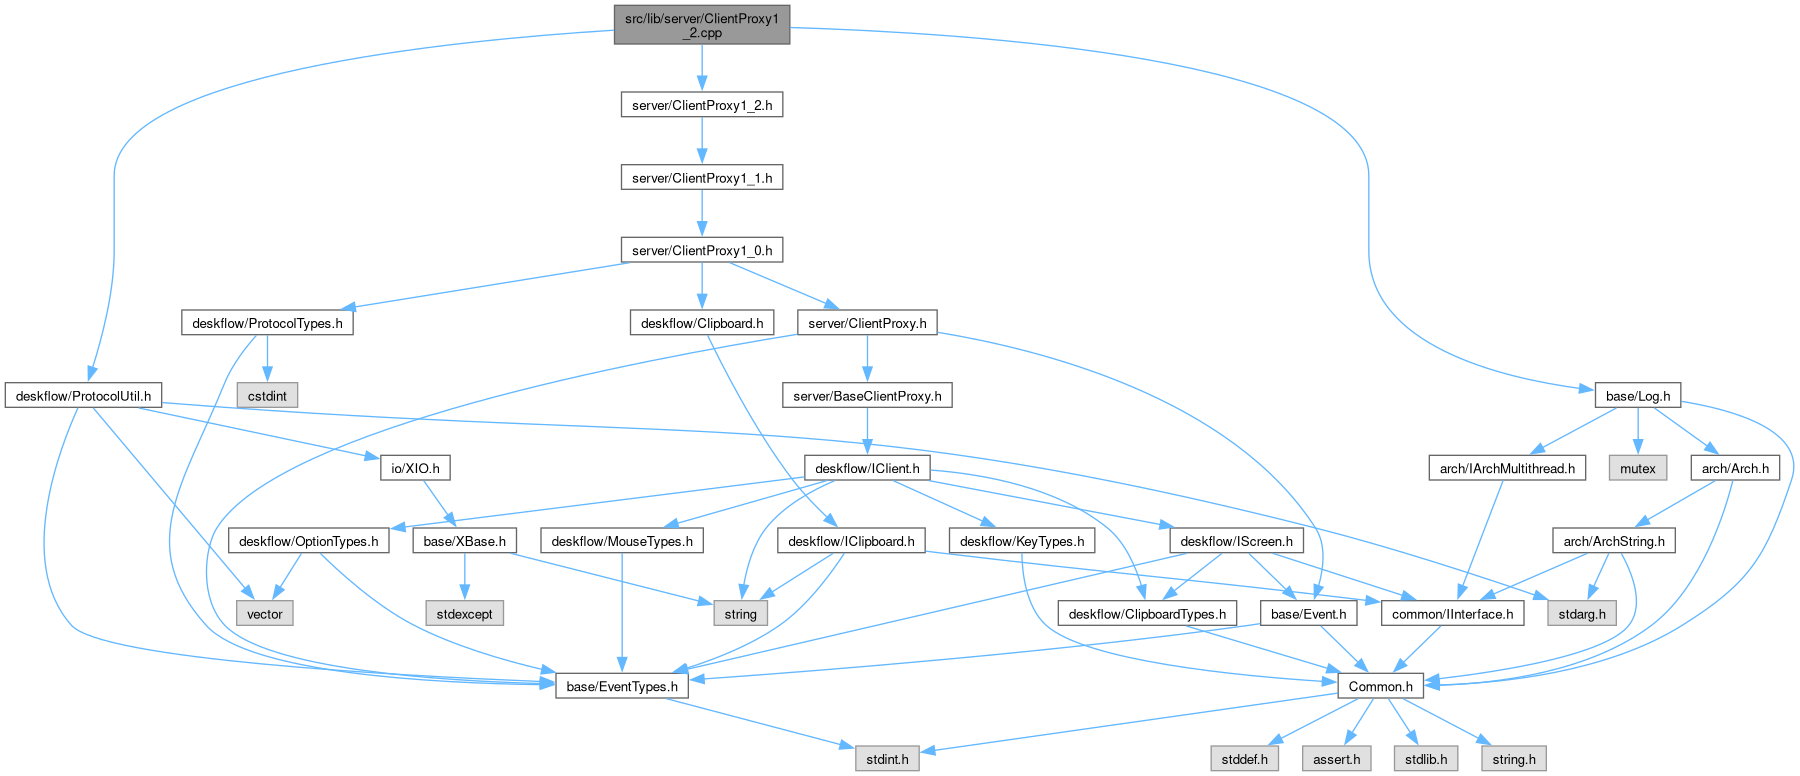 src/lib/server/ClientProxy1
_2.cpp
server/ClientProxy1_2.h
server/ClientProxy1_1.h
server/ClientProxy1_0.h
deskflow/ProtocolTypes.h
deskflow/Clipboard.h
server/ClientProxy.h
deskflow/ProtocolUtil.h
cstdint
server/BaseClientProxy.h
base/Log.h
io/XIO.h
deskflow/IClient.h
arch/IArchMultithread.h
mutex
arch/Arch.h
deskflow/OptionTypes.h
base/XBase.h
deskflow/MouseTypes.h
deskflow/IClipboard.h
deskflow/KeyTypes.h
deskflow/IScreen.h
arch/ArchString.h
vector
stdexcept
string
deskflow/ClipboardTypes.h
base/Event.h
common/IInterface.h
stdarg.h
base/EventTypes.h
Common.h
stdint.h
stddef.h
assert.h
stdlib.h
string.h